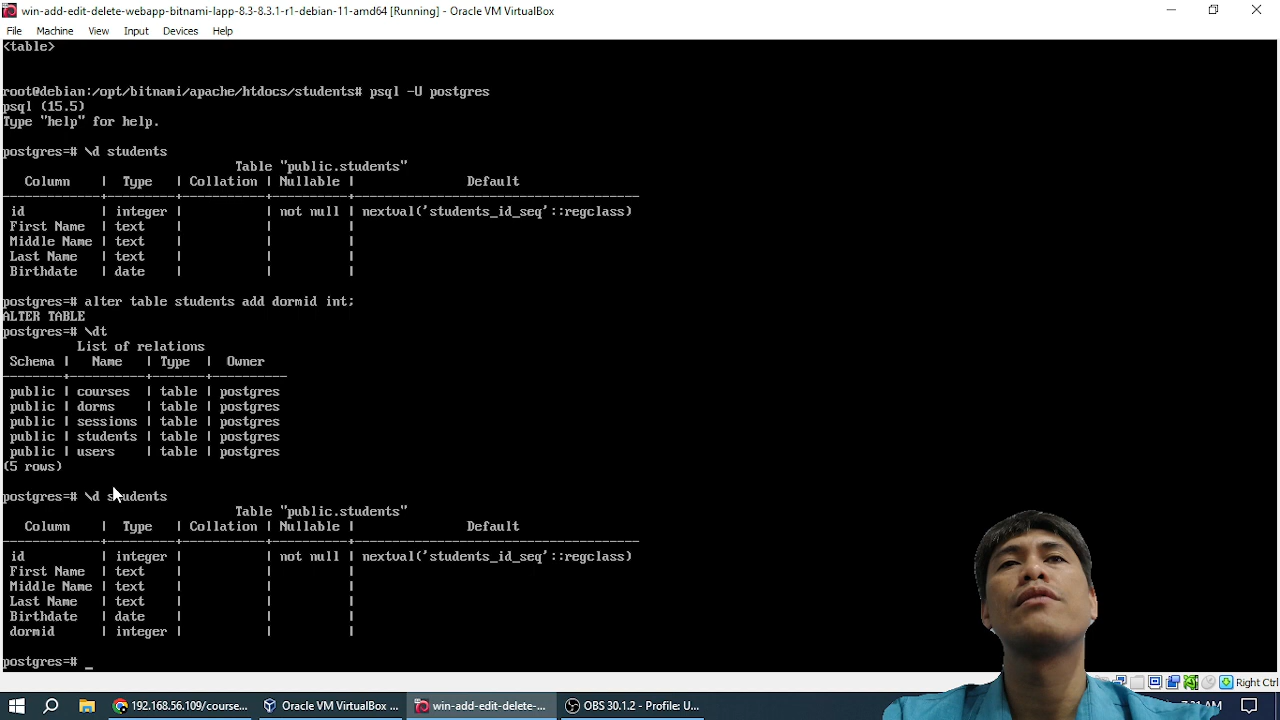 win-add-edit-delete-webapp-bitnami-lapp-8.3-8.3.1-r1-debian-11-amd64 [Running] - Oracle VM VirtualBox
File Machine View Input Devices Help
<table>
root@debian:/opt/bitnami/apache/htdocs/students# psql -U postgres
psql (15.5)
Type "help" for help.
postgres=# \d students
Table "public.students"
Column | Type | Collation | Nullable | Default
---------------+---------+-----------+----------+--------------------------------------
id | integer | | not null | nextval('students_id_seq'::regclass)
First Name | text | | |
Middle Name | text | | |
Last Name | text | | |
Birthdate | date | | |
postgres=# alter table students add dormid int;
ALTER TABLE
postgres=# \dt
List of relations
Schema | Name | Type | Owner
--------+----------+-------+----------
public | courses | table | postgres
public | dorms | table | postgres
public | sessions | table | postgres
public | students | table | postgres
public | users | table | postgres
(5 rows)
postgres=# \d students
Table "public.students"
Column | Type | Collation | Nullable | Default
-------------+---------+-----------+----------+--------------------------------------
id | integer | | not null | nextval('students_id_seq'::regclass)
First Name | text | | |
Middle Name | text | | |
Last Name | text | | |
Birthdate | date | | |
dormid | integer | | |
postgres=# _
Right Ctrl
192.168.56.109/course... Oracle VM VirtualBox ... win-add-edit-delete-... OBS 30.1.2 - Profile: U...